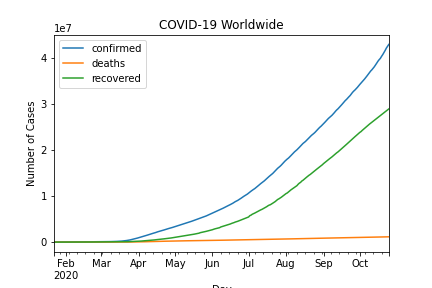 COVID-19 Worldwide
1e7
confirmed
deaths
recovered
Number of Cases
4
3
2
1
0
Feb Mar Apr May Jun Jul Aug Sep Oct
2020